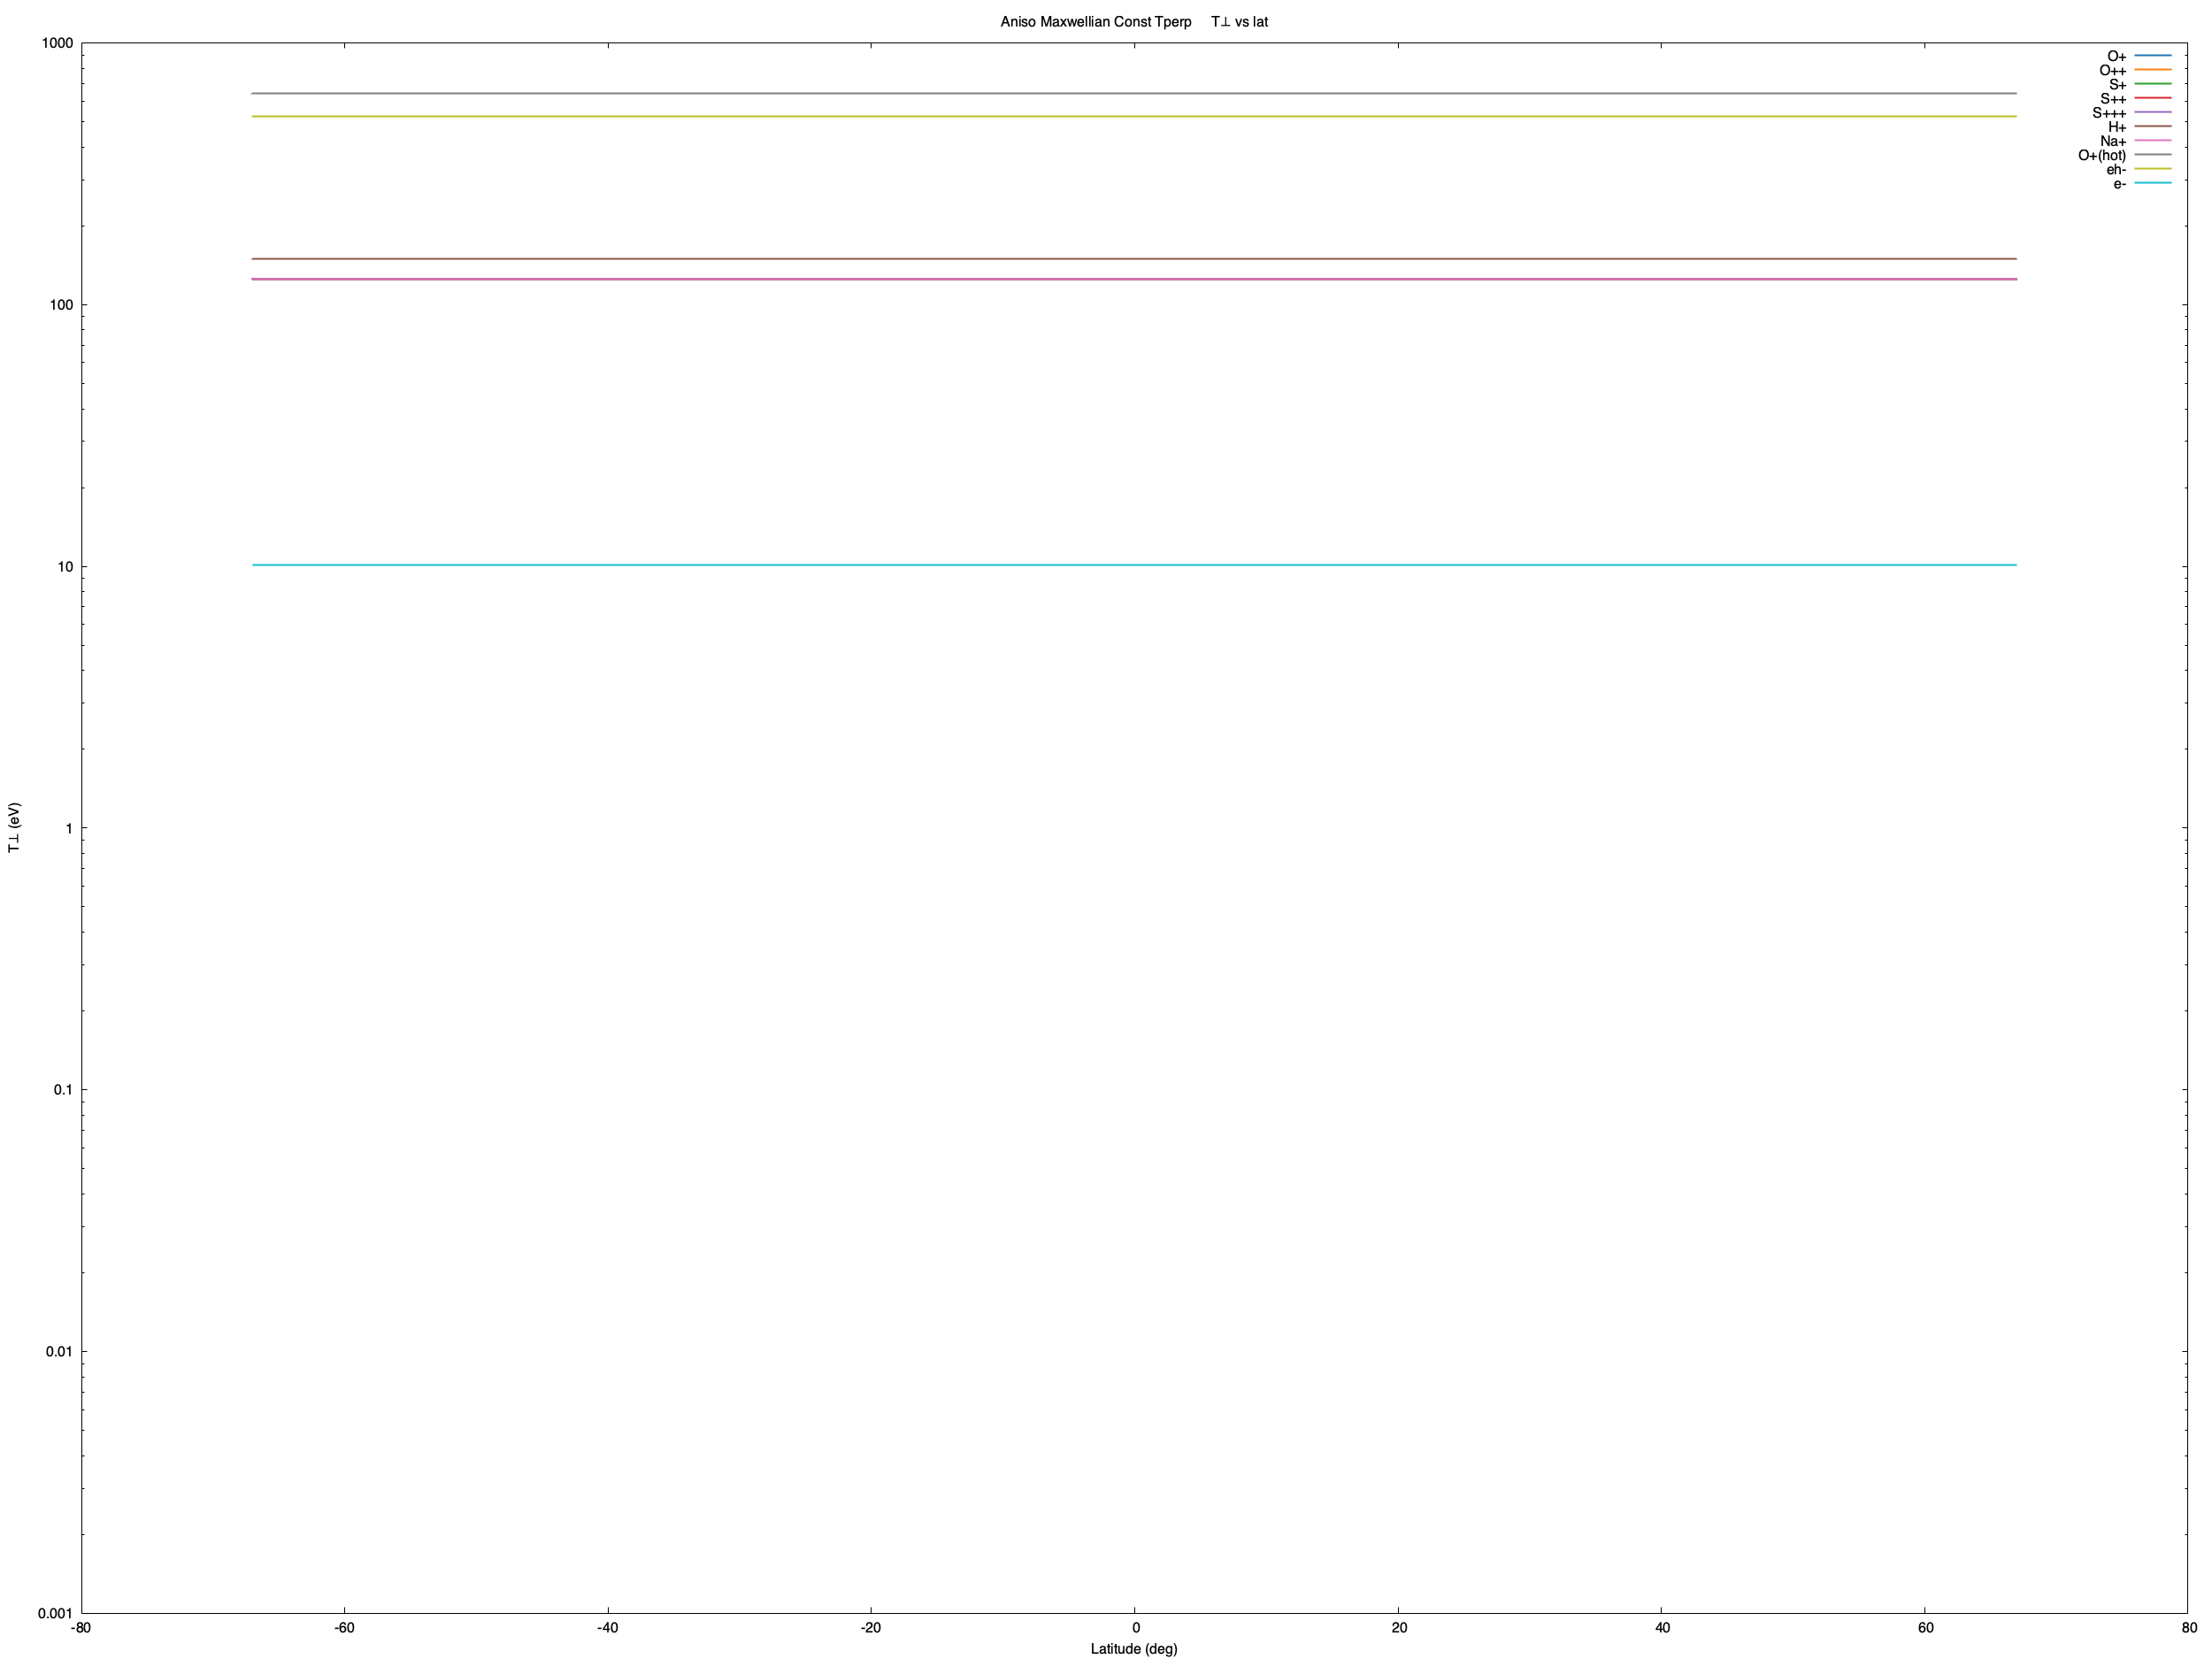 Aniso Maxwellian Const Tperp T⊥ vs lat
1000
100
10
1
0.1
0.01
0.001
T⊥ (eV)
O+
O++
S+
S++
S+++
H+
Na+
O+(hot)
eh-
e-
-80 -60 -40 -20 0 20 40 60 80
Latitude (deg)